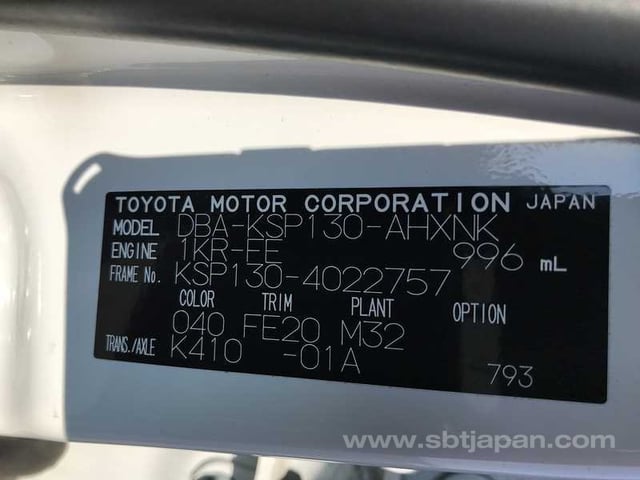 TOYOTA MOTOR CORPORATION JAPAN
MODEL DBA-KSP130-AHXNK
ENGINE 1KR-EE 996 mL
FRAME No. KSP130-4022757
COLOR TRIM PLANT OPTION
040 FE20 M32
TRANS./AXLE K410 -01A 793
www.sbtjapan.com